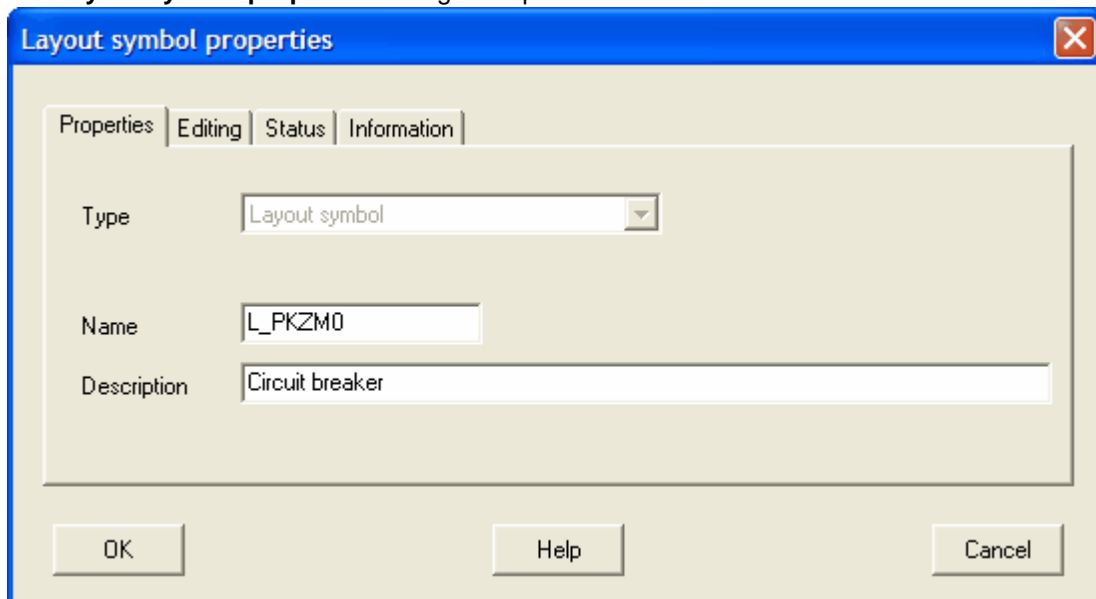 Layout symbol properties
Properties Editing Status Information
Type Layout symbol
Name L_PKZM0
Description Circuit breaker
OK Help Cancel